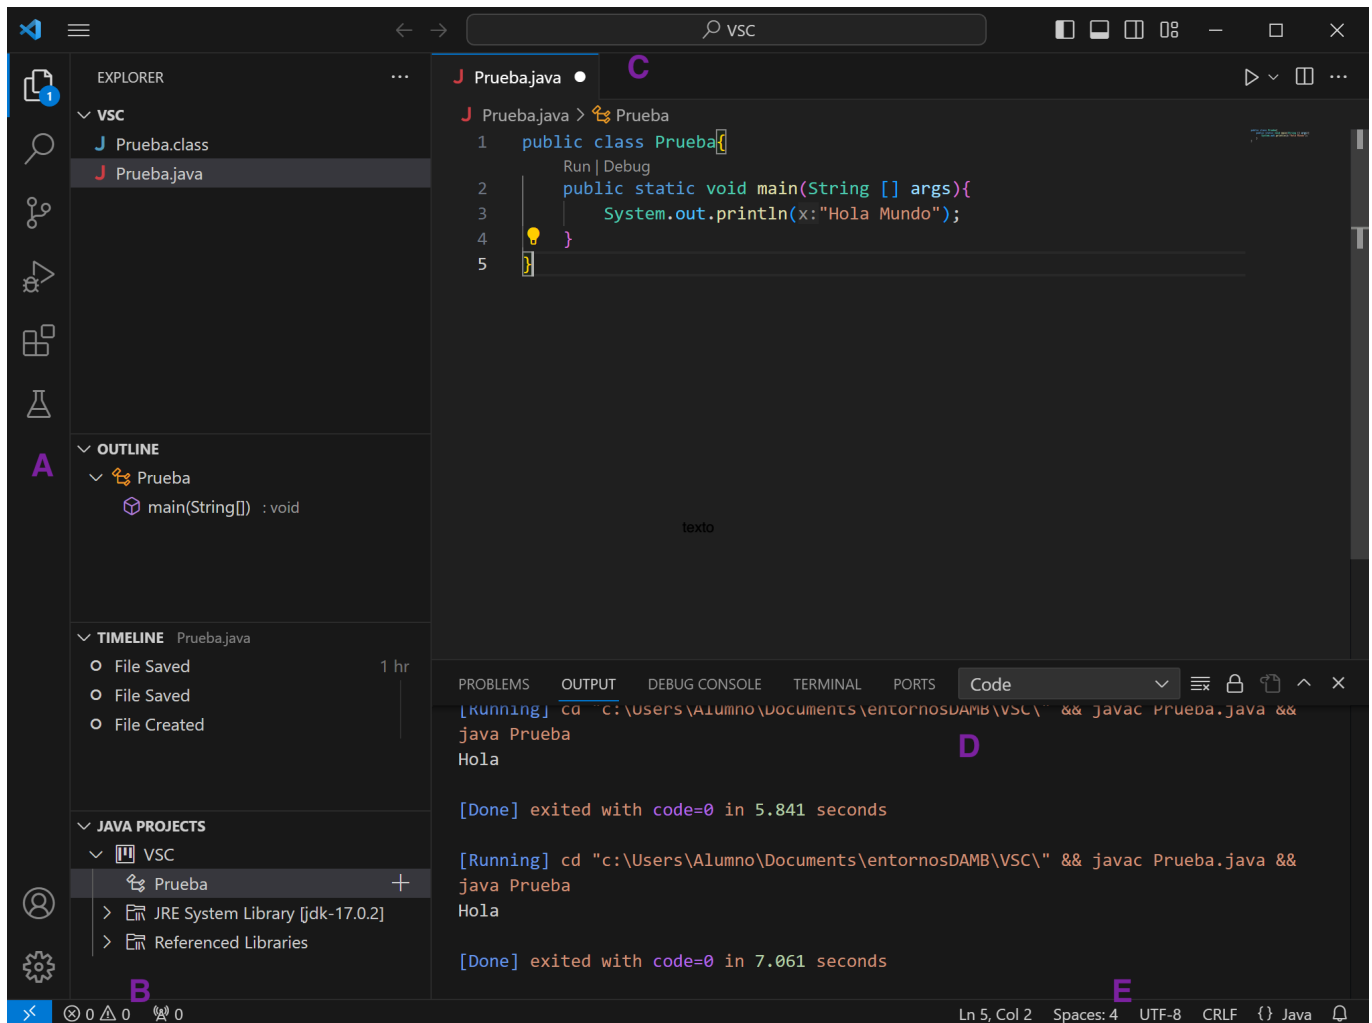 VSC
1
EXPLORER
VSC
J Prueba.class
J Prueba.java
A
OUTLINE
Prueba
main(String[]) : void
TIMELINE Prueba.java
File Saved 1 hr
File Saved
File Created
JAVA PROJECTS
VSC
Prueba
JRE System Library [jdk-17.0.2]
Referenced Libraries
B
J Prueba.java
C
J Prueba.java > Prueba
1 public class Prueba{
Run | Debug
2 public static void main(String [] args){
3 System.out.println(x:"Hola Mundo");
4 }
5 }
texto
PROBLEMS OUTPUT DEBUG CONSOLE TERMINAL PORTS Code
[Running] cd "c:\Users\Alumno\Documents\entornosDAMB\VSC\" && javac Prueba.java &&
java Prueba
D
Hola
[Done] exited with code=0 in 5.841 seconds
[Running] cd "c:\Users\Alumno\Documents\entornosDAMB\VSC\" && javac Prueba.java &&
java Prueba
Hola
[Done] exited with code=0 in 7.061 seconds
E
0 0 0 Ln 5, Col 2 Spaces: 4 UTF-8 CRLF {} Java